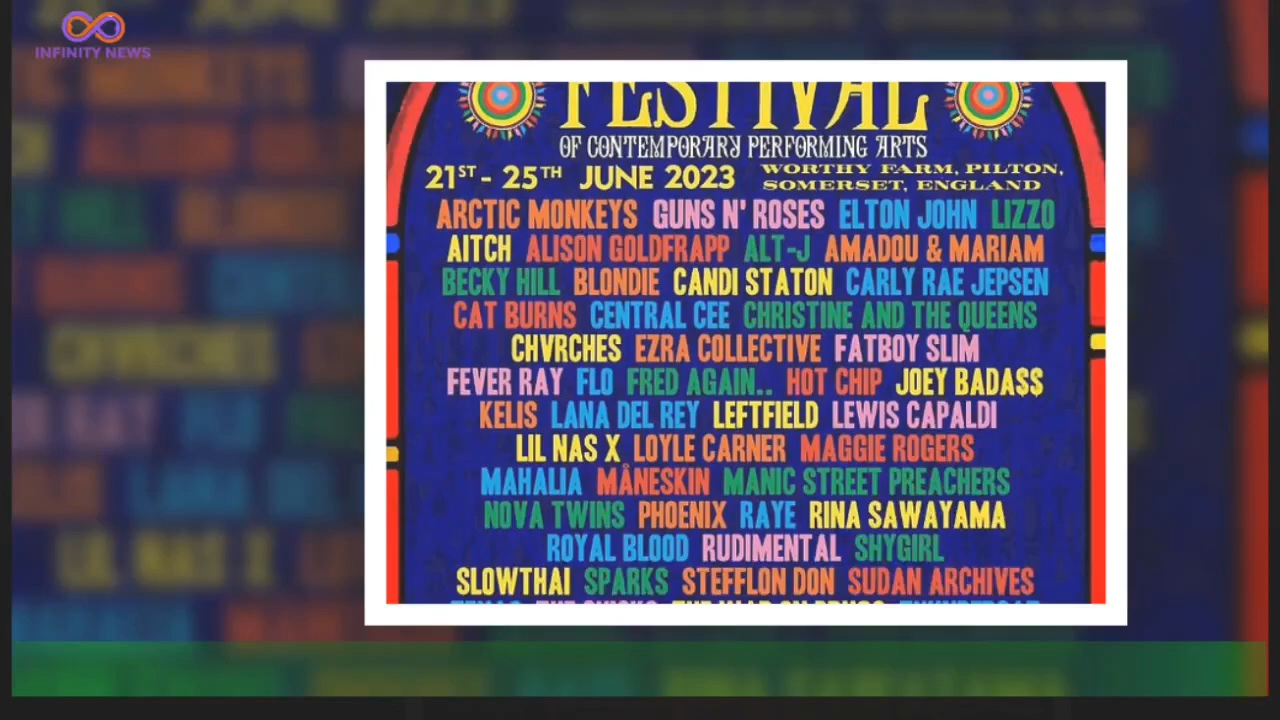 INFINITY NEWS
FESTIVAL
OF CONTEMPORARY PERFORMING ARTS
21ST - 25TH JUNE 2023 WORTHY FARM, PILTON,
SOMERSET, ENGLAND
ARCTIC MONKEYS GUNS N' ROSES ELTON JOHN LIZZO
AITCH ALISON GOLDFRAPP ALT-J AMADOU & MARIAM
BECKY HILL BLONDIE CANDI STATON CARLY RAE JEPSEN
CAT BURNS CENTRAL CEE CHRISTINE AND THE QUEENS
CHVRCHES EZRA COLLECTIVE FATBOY SLIM
FEVER RAY FLO FRED AGAIN.. HOT CHIP JOEY BADA$$
KELIS LANA DEL REY LEFTFIELD LEWIS CAPALDI
LIL NAS X LOYLE CARNER MAGGIE ROGERS
MAHALIA MÅNESKIN MANIC STREET PREACHERS
NOVA TWINS PHOENIX RAYE RINA SAWAYAMA
ROYAL BLOOD RUDIMENTAL SHYGIRL
SLOWTHAI SPARKS STEFFLON DON SUDAN ARCHIVES